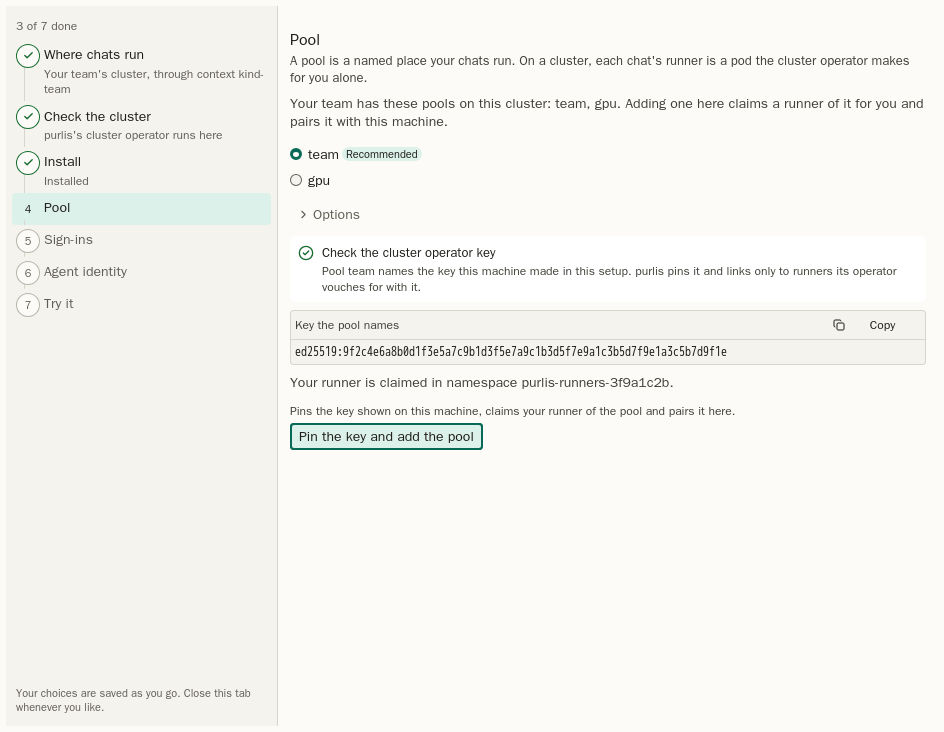 3 of 7 done
Where chats run
Your team's cluster, through context kind-
team
Check the cluster
purlis's cluster operator runs here
Install
Installed
4 Pool
5 Sign-ins
6 Agent identity
7 Try it
Your choices are saved as you go. Close this tab
whenever you like.
Pool
A pool is a named place your chats run. On a cluster, each chat's runner is a pod the cluster operator makes
for you alone.
Your team has these pools on this cluster: team, gpu. Adding one here claims a runner of it for you and
pairs it with this machine.
team Recommended
gpu
Options
Check the cluster operator key
Pool team names the key this machine made in this setup. purlis pins it and links only to runners its operator
vouches for with it.
Key the pool names Copy
ed25519:9f2c4e6a8b0d1f3e5a7c9b1d3f5e7a9c1b3d5f7e9a1c3b5d7f9e1a3c5b7d9f1e
Your runner is claimed in namespace purlis-runners-3f9a1c2b.
Pins the key shown on this machine, claims your runner of the pool and pairs it here.
Pin the key and add the pool